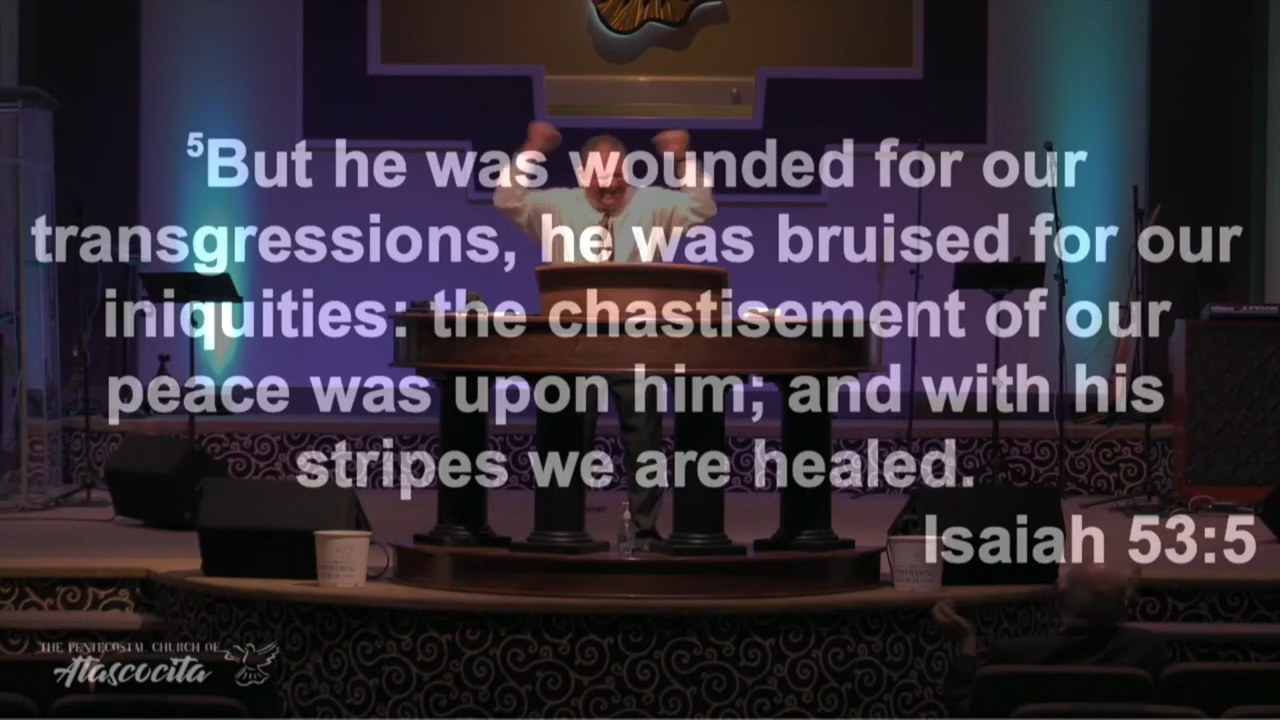 ⁵But he was wounded for our
transgressions, he was bruised for our
iniquities: the chastisement of our
peace was upon him; and with his
stripes we are healed.
Isaiah 53:5
THE PENTECOSTAL CHURCH OF
Atascocita